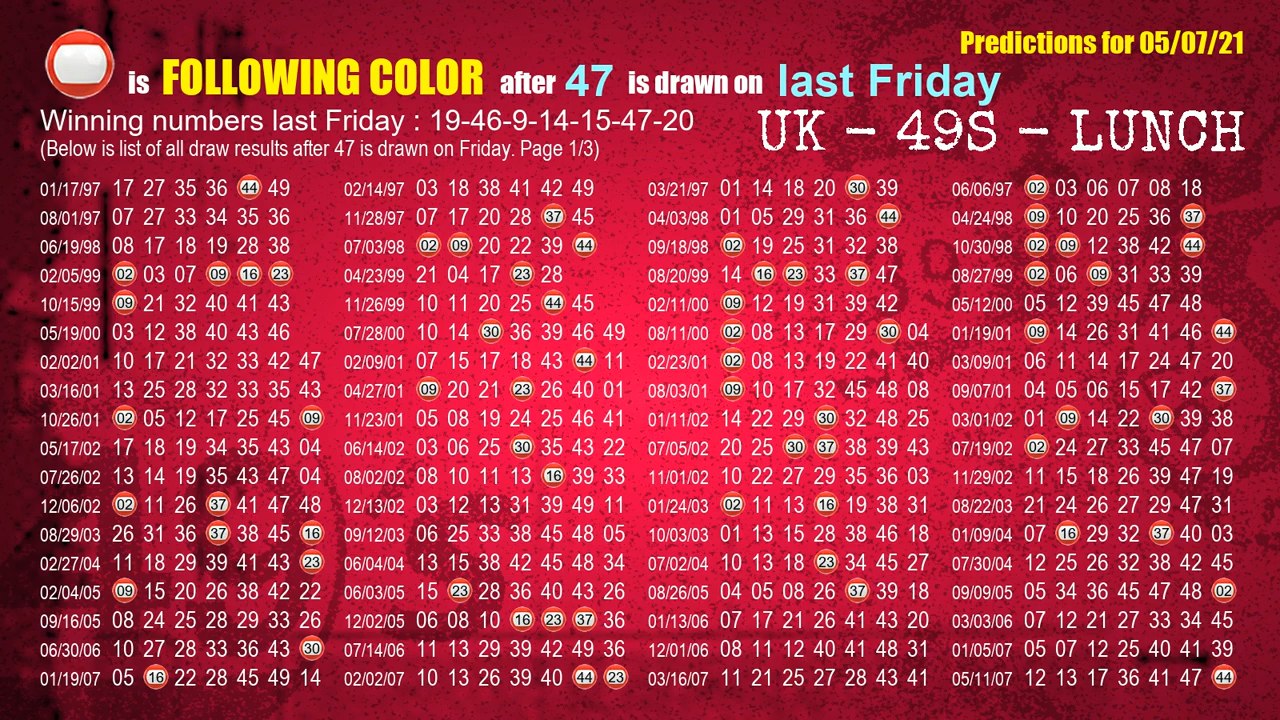 Predictions for 05/07/21
is FOLLOWING COLOR after 47 is drawn on last Friday
Winning numbers last Friday : 19-46-9-14-15-47-20
UK - 49S - LUNCH
(Below is list of all draw results after 47 is drawn on Friday. Page 1/3)
01/17/97 17 27 35 36 44 49 02/14/97 03 18 38 41 42 49 03/21/97 01 14 18 20 30 39 06/06/97 02 03 06 07 08 18
08/01/97 07 27 33 34 35 36 11/28/97 07 17 20 28 37 45 04/03/98 01 05 29 31 36 44 04/24/98 09 10 20 25 36 37
06/19/98 08 17 18 19 28 38 07/03/98 02 09 20 22 39 44 09/18/98 02 19 25 31 32 38 10/30/98 02 09 12 38 42 44
02/05/99 02 03 07 09 16 23 04/23/99 21 04 17 23 28 08/20/99 14 16 23 33 37 47 08/27/99 02 06 09 31 33 39
10/15/99 09 21 32 40 41 43 11/26/99 10 11 20 25 44 45 02/11/00 09 12 19 31 39 42 05/12/00 05 12 39 45 47 48
05/19/00 03 12 38 40 43 46 07/28/00 10 14 30 36 39 46 49 08/11/00 02 08 13 17 29 30 04 01/19/01 09 14 26 31 41 46 44
02/02/01 10 17 21 32 33 42 47 02/09/01 07 15 17 18 43 44 11 02/23/01 02 08 13 19 22 41 40 03/09/01 06 11 14 17 24 47 20
03/16/01 13 25 28 32 33 35 43 04/27/01 09 20 21 23 26 40 01 08/03/01 09 10 17 32 45 48 08 09/07/01 04 05 06 15 17 42 37
10/26/01 02 05 12 17 25 45 09 11/23/01 05 08 19 24 25 46 41 01/11/02 14 22 29 30 32 48 25 03/01/02 01 09 14 22 30 39 38
05/17/02 17 18 19 34 35 43 04 06/14/02 03 06 25 30 35 43 22 07/05/02 20 25 30 37 38 39 43 07/19/02 02 24 27 33 45 47 07
07/26/02 13 14 19 35 43 47 04 08/02/02 08 10 11 13 16 39 33 11/01/02 10 22 27 29 35 36 03 11/29/02 11 15 18 26 39 47 19
12/06/02 02 11 26 37 41 47 48 12/13/02 03 12 13 31 39 49 11 01/24/03 02 11 13 16 19 38 31 08/22/03 21 24 26 27 29 47 31
08/29/03 26 31 36 37 38 45 16 09/12/03 06 25 33 38 45 48 05 10/03/03 01 13 15 28 38 46 18 01/09/04 07 16 29 32 37 40 03
02/27/04 11 18 29 39 41 43 23 06/04/04 13 15 38 42 45 48 34 07/02/04 10 13 18 23 34 45 27 07/30/04 12 25 26 32 38 42 45
02/04/05 09 15 20 26 38 42 22 06/03/05 15 23 28 36 40 43 26 08/26/05 04 05 08 26 37 39 18 09/09/05 05 34 36 45 47 48 02
09/16/05 08 24 25 28 29 33 26 12/02/05 06 08 10 16 23 37 36 01/13/06 07 17 21 26 41 43 20 03/03/06 07 12 21 27 33 34 45
06/30/06 10 27 28 33 36 43 30 07/14/06 11 13 29 39 42 49 36 12/01/06 08 11 12 40 41 48 31 01/05/07 05 07 12 25 40 41 39
01/19/07 05 16 22 28 45 49 14 02/02/07 10 13 26 39 40 44 23 03/16/07 11 21 25 27 28 43 41 05/11/07 12 13 17 36 41 47 44